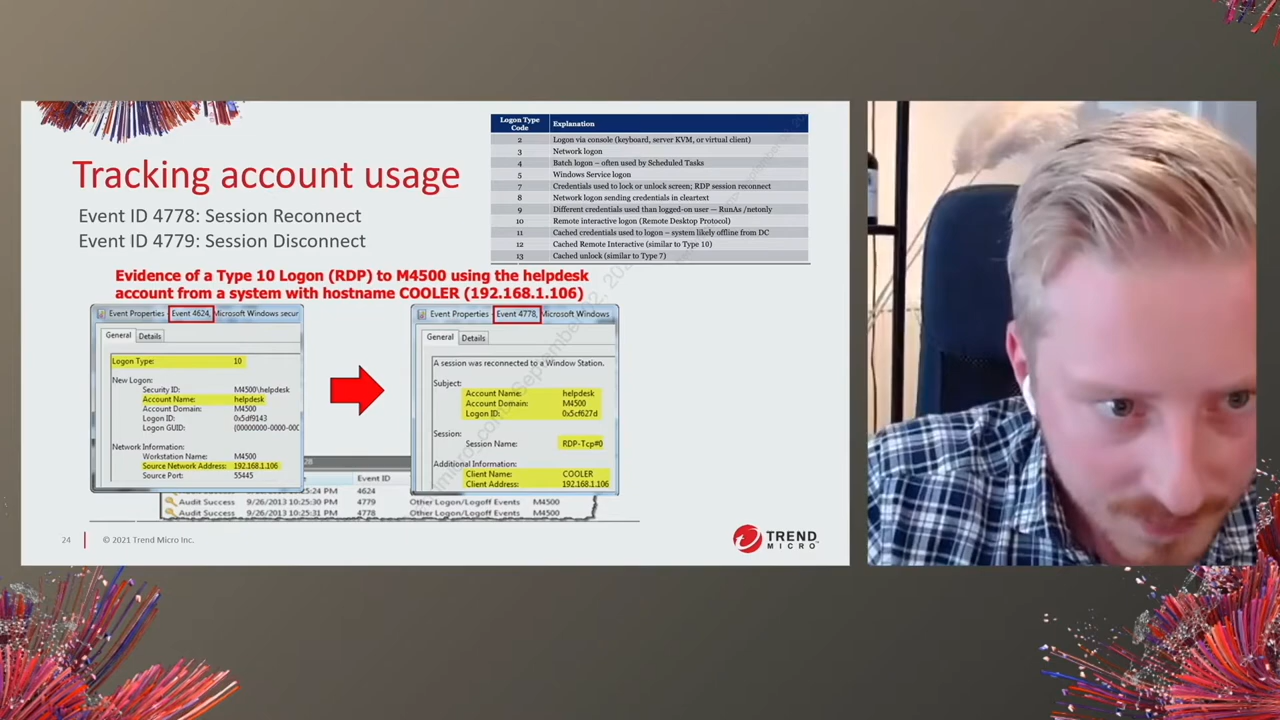 Tracking account usage
Event ID 4778: Session Reconnect
Event ID 4779: Session Disconnect
Logon Type Code Explanation
2 Logon via console (keyboard, server KVM, or virtual client)
3 Network logon
4 Batch logon – often used by Scheduled Tasks
5 Windows Service logon
7 Credentials used to lock or unlock screen; RDP session reconnect
8 Network logon sending credentials in cleartext
9 Different credentials used than logged-on user — RunAs /netonly
10 Remote interactive logon (Remote Desktop Protocol)
11 Cached credentials used to logon – system likely offline from DC
12 Cached Remote Interactive (similar to Type 10)
13 Cached unlock (similar to Type 7)
Evidence of a Type 10 Logon (RDP) to M4500 using the helpdesk
account from a system with hostname COOLER (192.168.1.106)
Event Properties - Event 4624, Microsoft Windows secur
General Details
Logon Type: 10
New Logon:
Security ID: M4500\helpdesk
Account Name: helpdesk
Account Domain: M4500
Logon ID: 0x5df9143
Logon GUID: {00000000-0000-000
Network Information:
Workstation Name: M4500
Source Network Address: 192.168.1.106
Source Port: 55445
Event Properties - Event 4778, Microsoft Windows
General Details
A session was reconnected to a Window Station.
Subject:
Account Name: helpdesk
Account Domain: M4500
Logon ID: 0x5cf627d
Session:
Session Name: RDP-Tcp#0
Additional Information:
Client Name: COOLER
Client Address: 192.168.1.106
Event ID
4624
Audit Success 9/26/2013 10:25:30 PM 4779 Other Logon/Logoff Events M4500
Audit Success 9/26/2013 10:25:31 PM 4778 Other Logon/Logoff Events M4500
24 © 2021 Trend Micro Inc.
TREND
MICRO